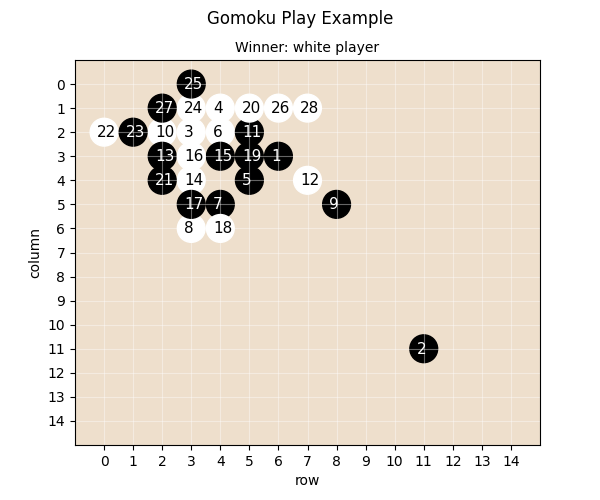 Gomoku Play Example
Winner: white player
0 25
1 27 24 4 20 26 28
2 22 23 10 3 6 11
3 13 16 15 19 1
4 21 14 5 12
5 17 7 9
6 8 18
7
8
9
10
11 2
12
13
14
column
0 1 2 3 4 5 6 7 8 9 10 11 12 13 14
row